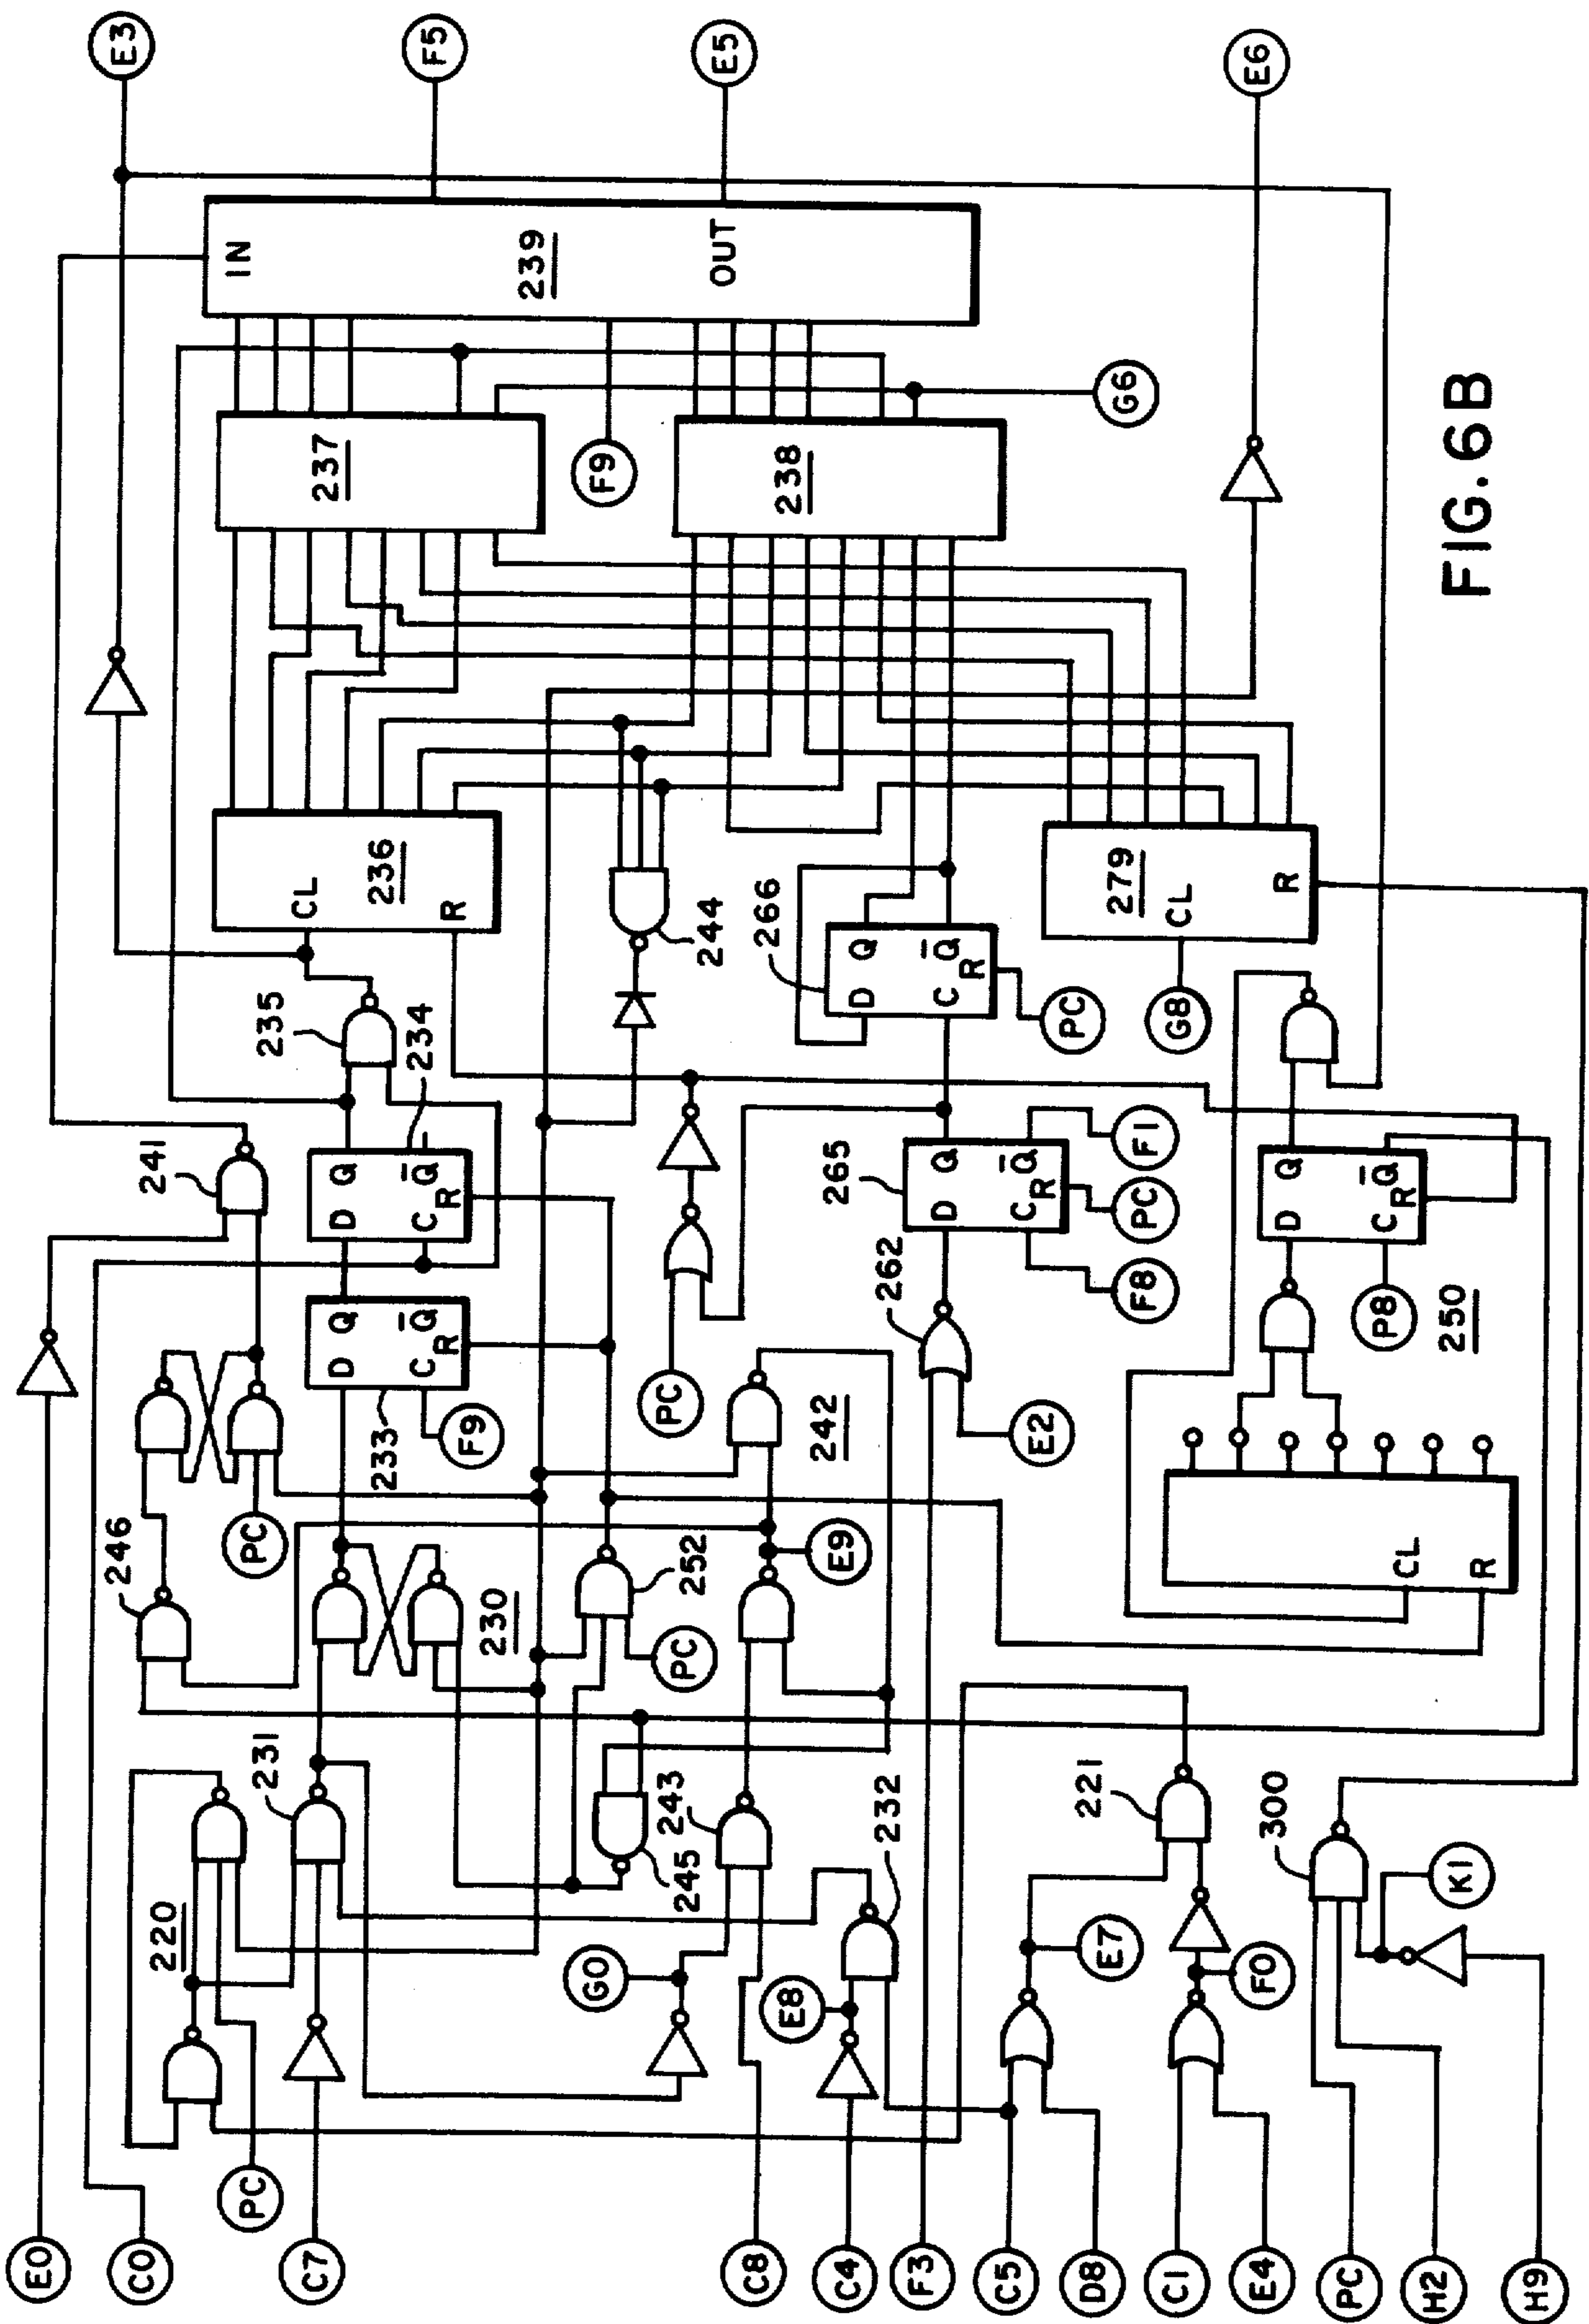 E3
F5
E5
E6
IN
239
OUT
237
F9
238
G6
CL
236
R
244
266
D Q
C Q
R
PC
279
CL
R
G8
235
234
241
D Q
C Q
R
D Q
C Q
R
233
F9
PC
265
D Q
C Q
R
F1
PC
F8
262
E2
D Q
C Q
R
P8
250
CL
R
246
PC
242
252
E9
230
PC
231
220
245
243
232
221
300
G0
E8
E7
F0
K1
PC
E0
C0
C7
C8
C4
F3
C5
D8
C1
E4
PC
H2
H9
FIG. 6B